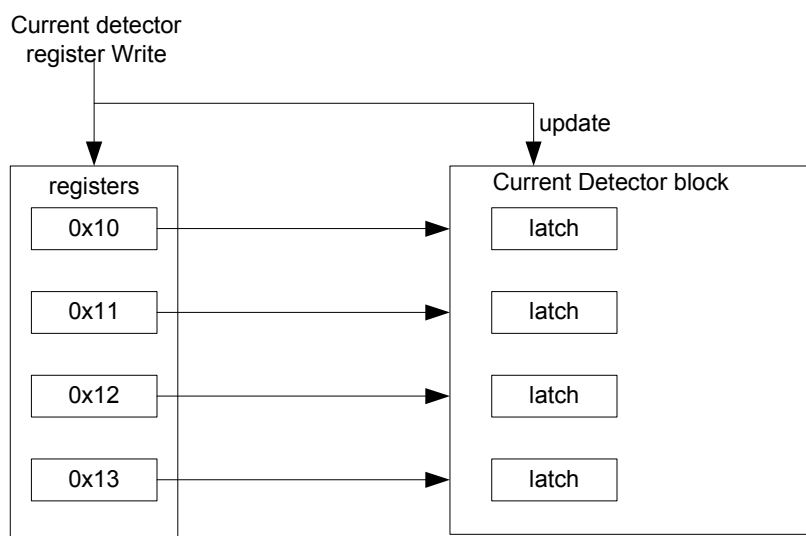 Current detector
register Write
update
registers
Current Detector block
0x10
latch
0x11
latch
0x12
latch
0x13
latch